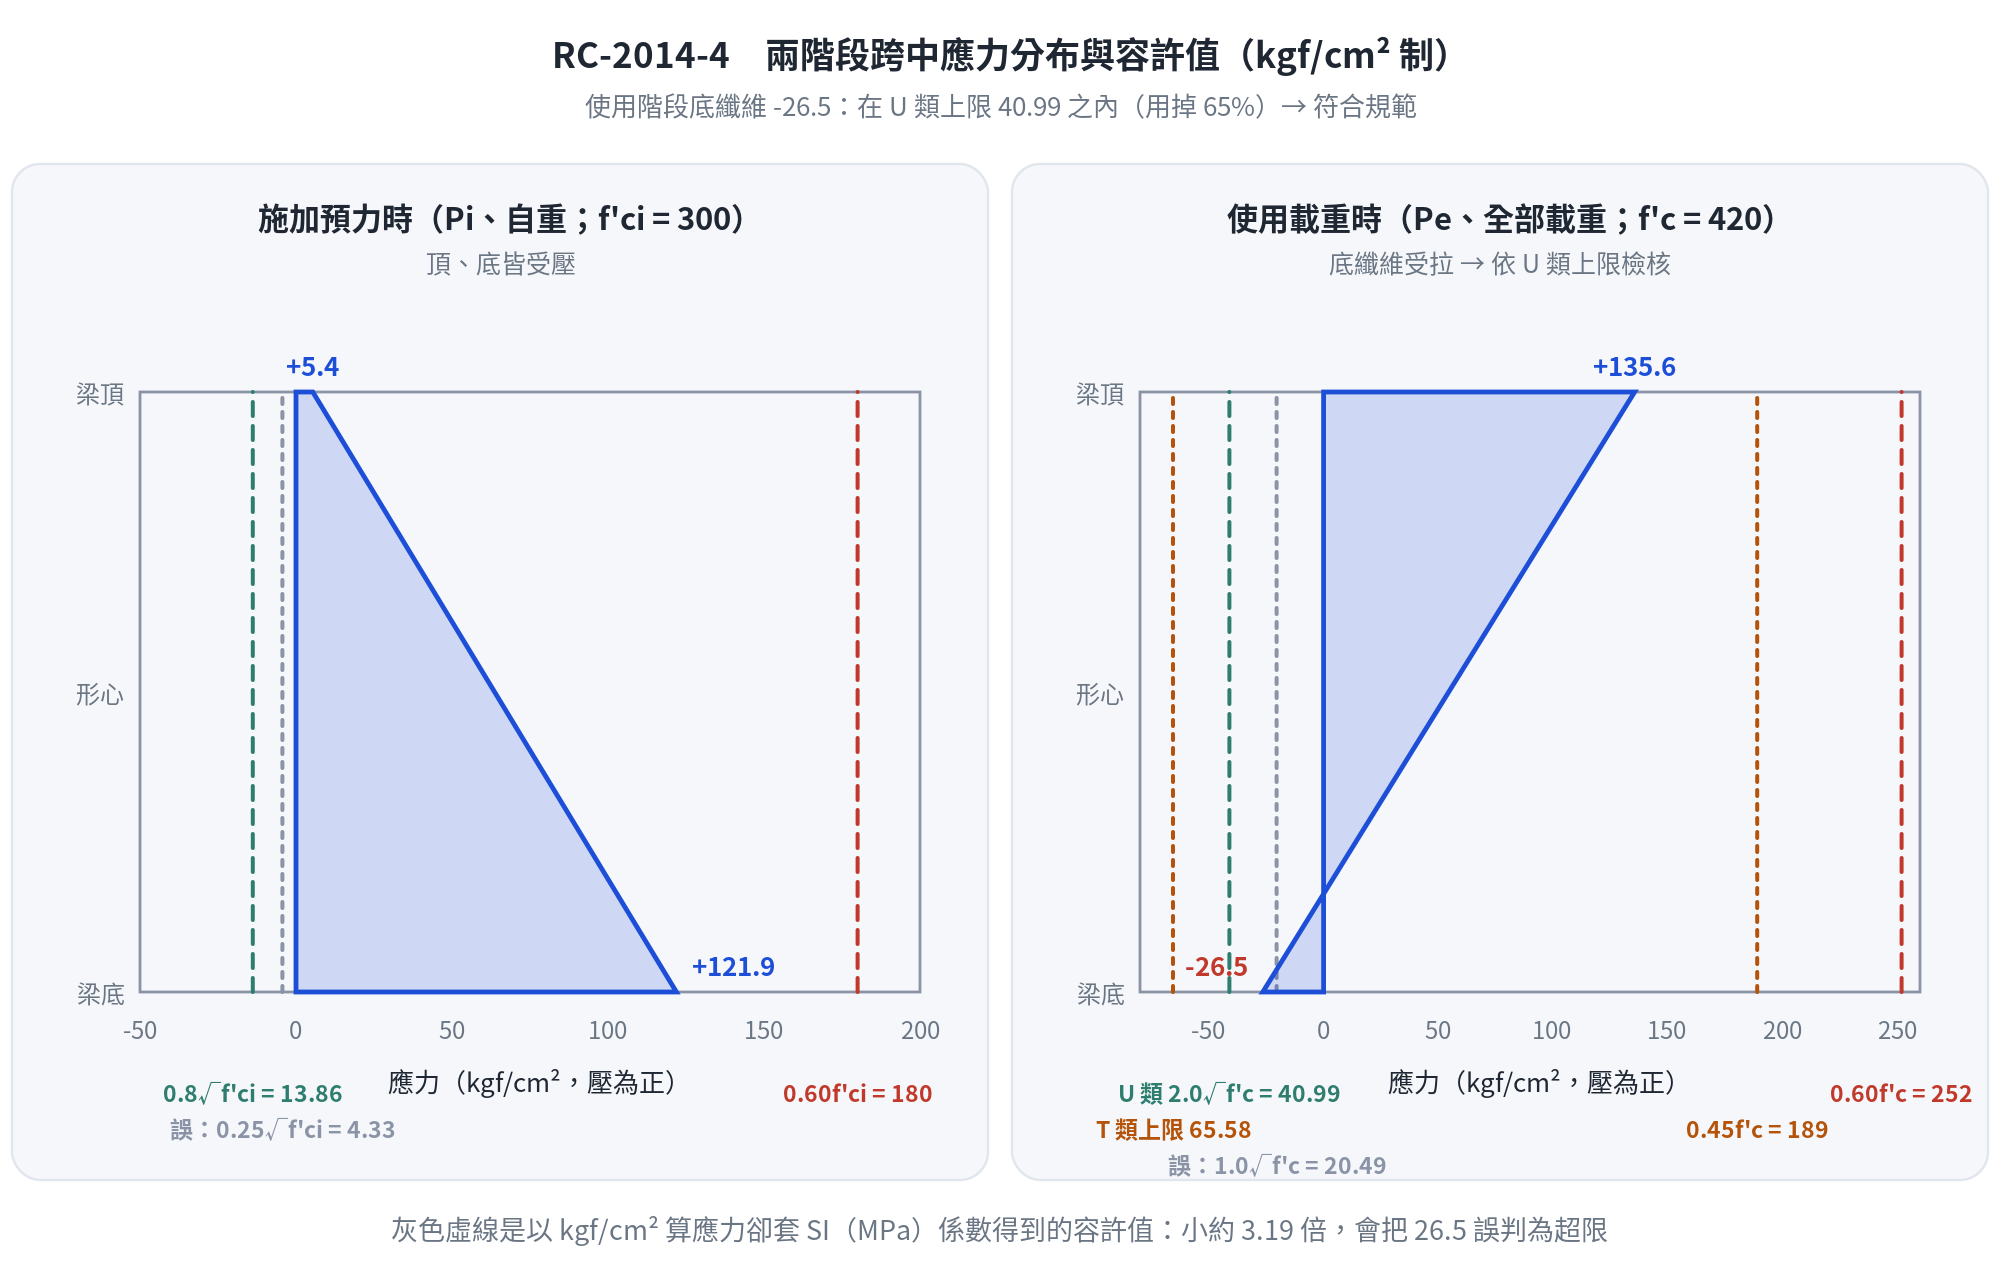 RC-2014-4　兩階段跨中應力分布與容許值（kgf/cm² 制）
使用階段底纖維 -26.5：在 U 類上限 40.99 之內（用掉 65%）→ 符合規範
施加預力時（Pi、自重；f'ci = 300）
頂、底皆受壓
+5.4
梁頂
形心
+121.9
梁底
-50 0 50 100 150 200
應力（kgf/cm²，壓為正）
0.8√f'ci = 13.86
0.60f'ci = 180
誤：0.25√f'ci = 4.33
使用載重時（Pe、全部載重；f'c = 420）
底纖維受拉 → 依 U 類上限檢核
+135.6
梁頂
形心
-26.5
梁底
-50 0 50 100 150 200 250
應力（kgf/cm²，壓為正）
U 類 2.0√f'c = 40.99
0.60f'c = 252
T 類上限 65.58
0.45f'c = 189
誤：1.0√f'c = 20.49
灰色虛線是以 kgf/cm² 算應力卻套 SI（MPa）係數得到的容許值：小約 3.19 倍，會把 26.5 誤判為超限